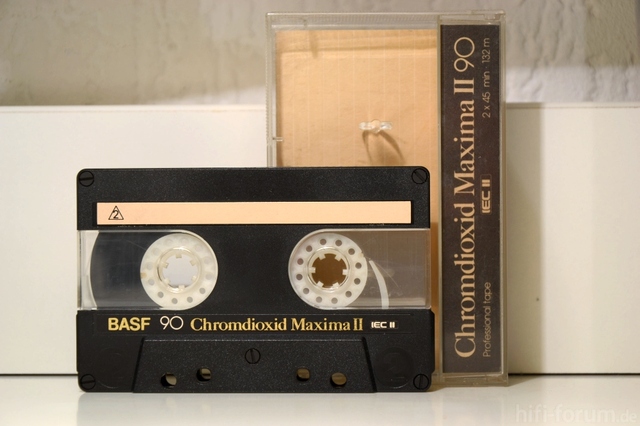 2
BASF 90 Chromdioxid Maxima II IEC II
Chromdioxid Maxima II 90
Professional tape IEC II 2 x 45 min · 132 m
hifi-forum.de